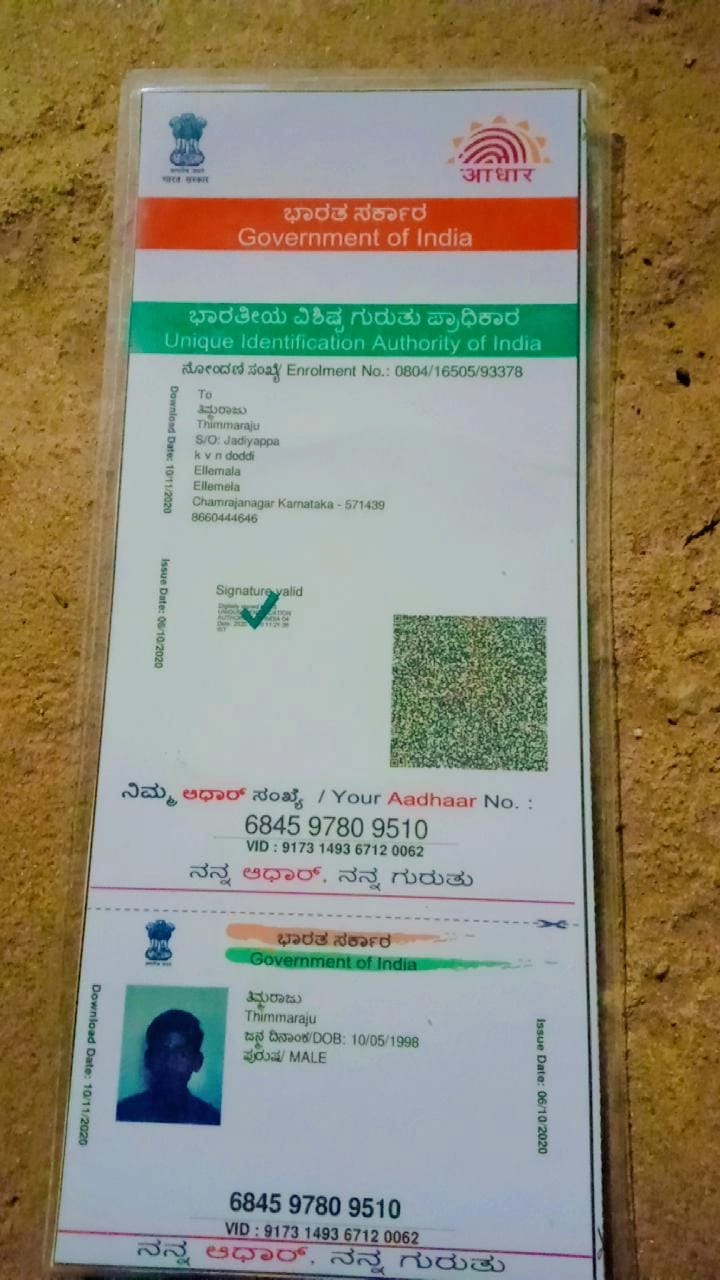 भारत सरकार
आधार
ಭಾರತ ಸರ್ಕಾರ
Government of India
ಭಾರತೀಯ ವಿಶಿಷ್ಟ ಗುರುತು ಪ್ರಾಧಿಕಾರ
Unique Identification Authority of India
ನೋಂದಣಿ ಸಂಖ್ಯೆ/ Enrolment No.: 0804/16505/93378
Download Date: 10/11/2020
To
ತಿಮ್ಮರಾಜು
Thimmaraju
S/O: Jadiyappa
k v n doddi
Ellemala
Ellemela
Chamrajanagar Karnataka - 571439
8660444646
Issue Date: 06/10/2020
Signature valid
ನಿಮ್ಮ ಆಧಾರ್ ಸಂಖ್ಯೆ / Your Aadhaar No. :
6845 9780 9510
VID : 9173 1493 6712 0062
ನನ್ನ ಆಧಾರ್, ನನ್ನ ಗುರುತು
ಭಾರತ ಸರ್ಕಾರ
Government of India
Download Date: 10/11/2020
ತಿಮ್ಮರಾಜು
Thimmaraju
ಜನ್ಮ ದಿನಾಂಕ/DOB: 10/05/1998
ಪುರುಷ/ MALE
Issue Date: 06/10/2020
6845 9780 9510
VID : 9173 1493 6712 0062
ನನ್ನ ಆಧಾರ್, ನನ್ನ ಗುರುತು